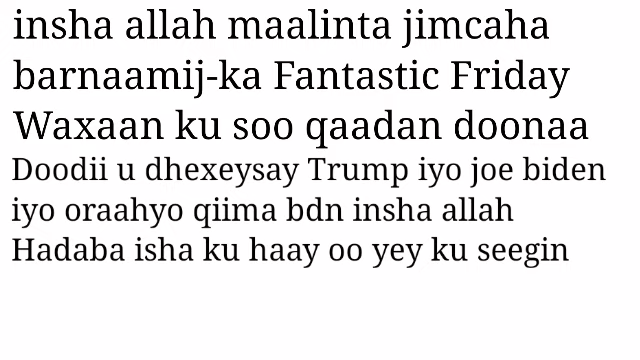 insha allah maalinta jimcaha
barnaamij-ka Fantastic Friday
Waxaan ku soo qaadan doonaa
Doodii u dhexeysay Trump iyo joe biden
iyo oraahyo qiima bdn insha allah
Hadaba isha ku haay oo yey ku seegin